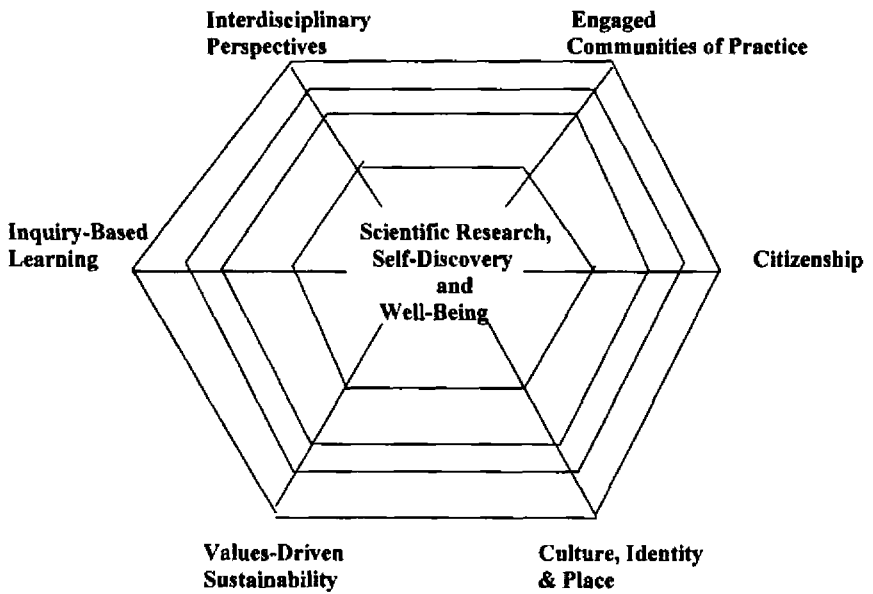 Interdisciplinary
Perspectives
Engaged
Communities of Practice
Inquiry-Based
Learning
Scientific Research,
Self-Discovery
and
Well-Being
Citizenship
Values-Driven
Sustainability
Culture, Identity
& Place